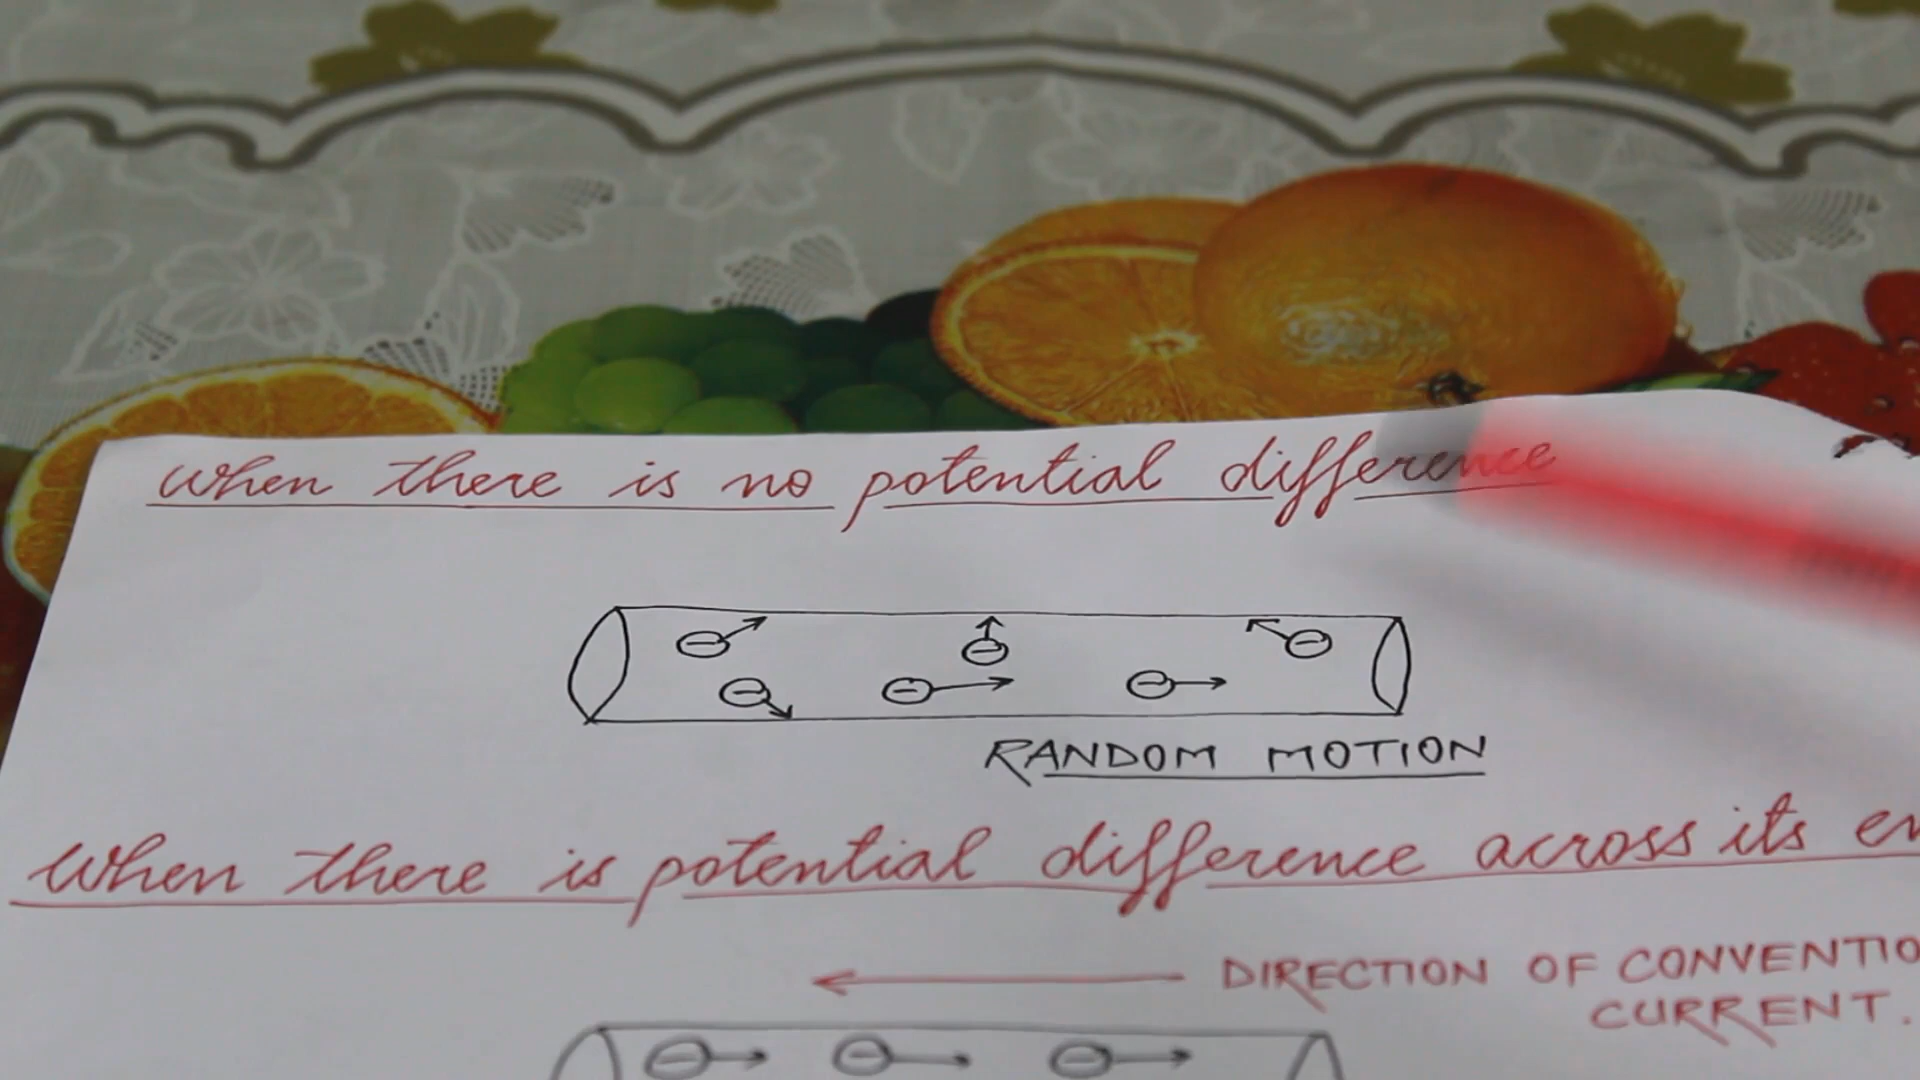 When there is no potential difference
RANDOM MOTION
When there is potential difference across its
DIRECTION OF
CURRENT.